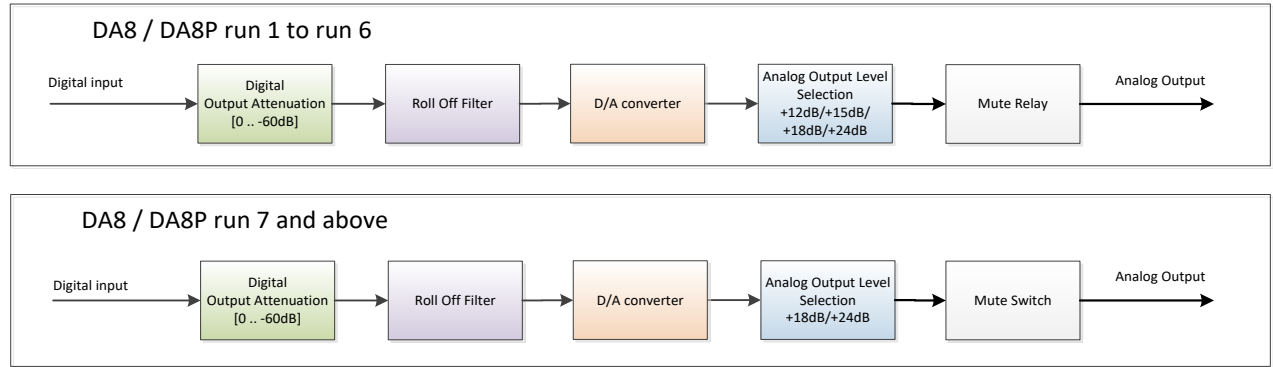 DA8 / DA8P run 1 to run 6
Digital input
Digital
Output Attenuation
[0 .. -60dB]
Roll Off Filter
D/A converter
Analog Output Level
Selection
+12dB/+15dB/
+18dB/+24dB
Mute Relay
Analog Output
DA8 / DA8P run 7 and above
Digital input
Digital
Output Attenuation
[0 .. -60dB]
Roll Off Filter
D/A converter
Analog Output Level
Selection
+18dB/+24dB
Mute Switch
Analog Output